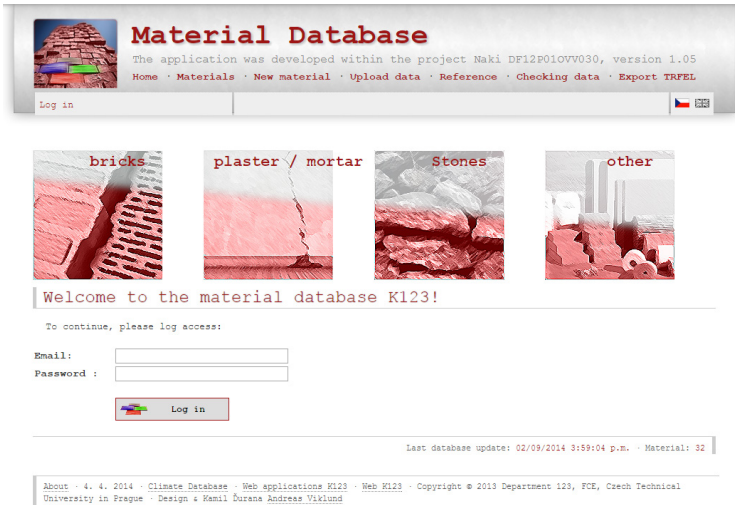 Material Database
The application was developed within the project Naki DF12P01OVV030, version 1.05
Home · Materials · New material · Upload data · Reference · Checking data · Export TRFEL
Log in
bricks
plaster / mortar
Stones
other
Welcome to the material database K123!
To continue, please log access:
Email:
Password :
Log in
Last database update: 02/09/2014 3:59:04 p.m. · Material: 32
About · 4. 4. 2014 · Climate Database · Web applications K123 · Web K123 · Copyright © 2013 Department 123, FCE, Czech Technical
University in Prague · Design & Kamil Ďurana Andreas Viklund